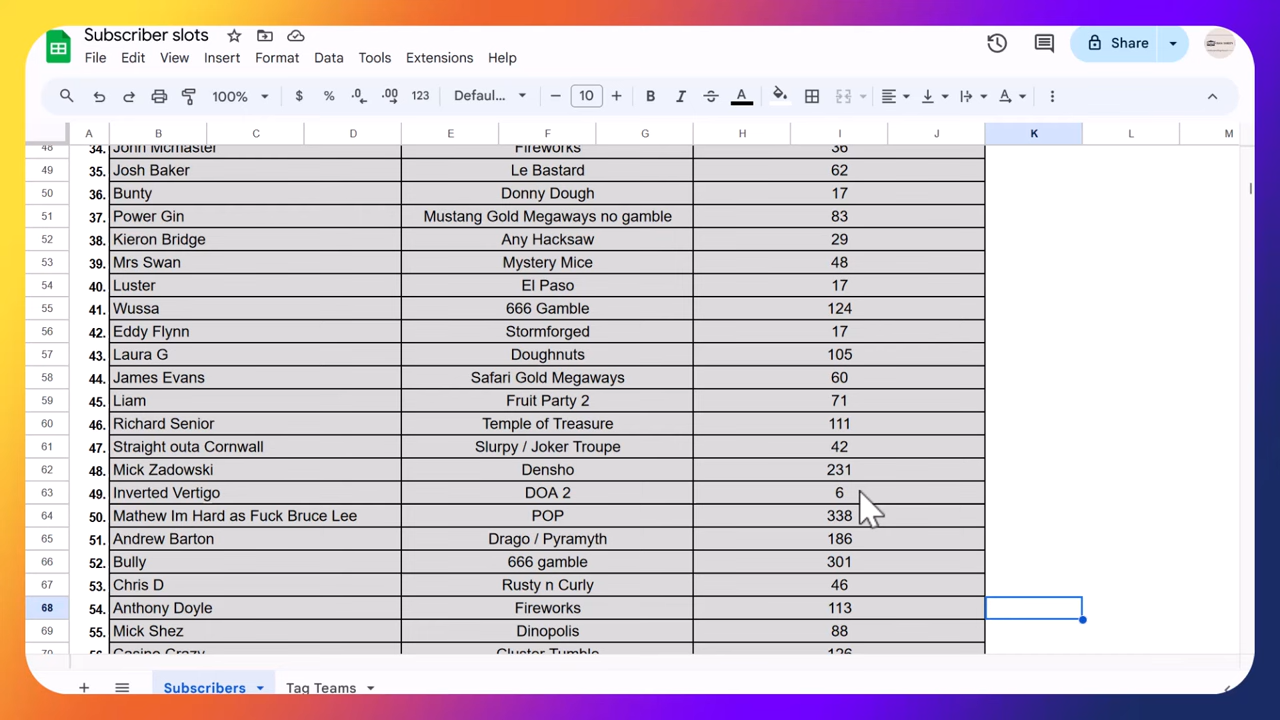 Subscriber slots
File Edit View Insert Format Data Tools Extensions Help
Share
100% $ % .0 .00 123 Defaul... 10 B I A
A B C D E F G H I J K L M
48 34. John Mcmaster Fireworks 36
49 35. Josh Baker Le Bastard 62
50 36. Bunty Donny Dough 17
51 37. Power Gin Mustang Gold Megaways no gamble 83
52 38. Kieron Bridge Any Hacksaw 29
53 39. Mrs Swan Mystery Mice 48
54 40. Luster El Paso 17
55 41. Wussa 666 Gamble 124
56 42. Eddy Flynn Stormforged 17
57 43. Laura G Doughnuts 105
58 44. James Evans Safari Gold Megaways 60
59 45. Liam Fruit Party 2 71
60 46. Richard Senior Temple of Treasure 111
61 47. Straight outa Cornwall Slurpy / Joker Troupe 42
62 48. Mick Zadowski Densho 231
63 49. Inverted Vertigo DOA 2 6
64 50. Mathew Im Hard as Fuck Bruce Lee POP 338
65 51. Andrew Barton Drago / Pyramyth 186
66 52. Bully 666 gamble 301
67 53. Chris D Rusty n Curly 46
68 54. Anthony Doyle Fireworks 113
69 55. Mick Shez Dinopolis 88
70 56. Casino Crazy Cluster Tumble 126
Subscribers Tag Teams